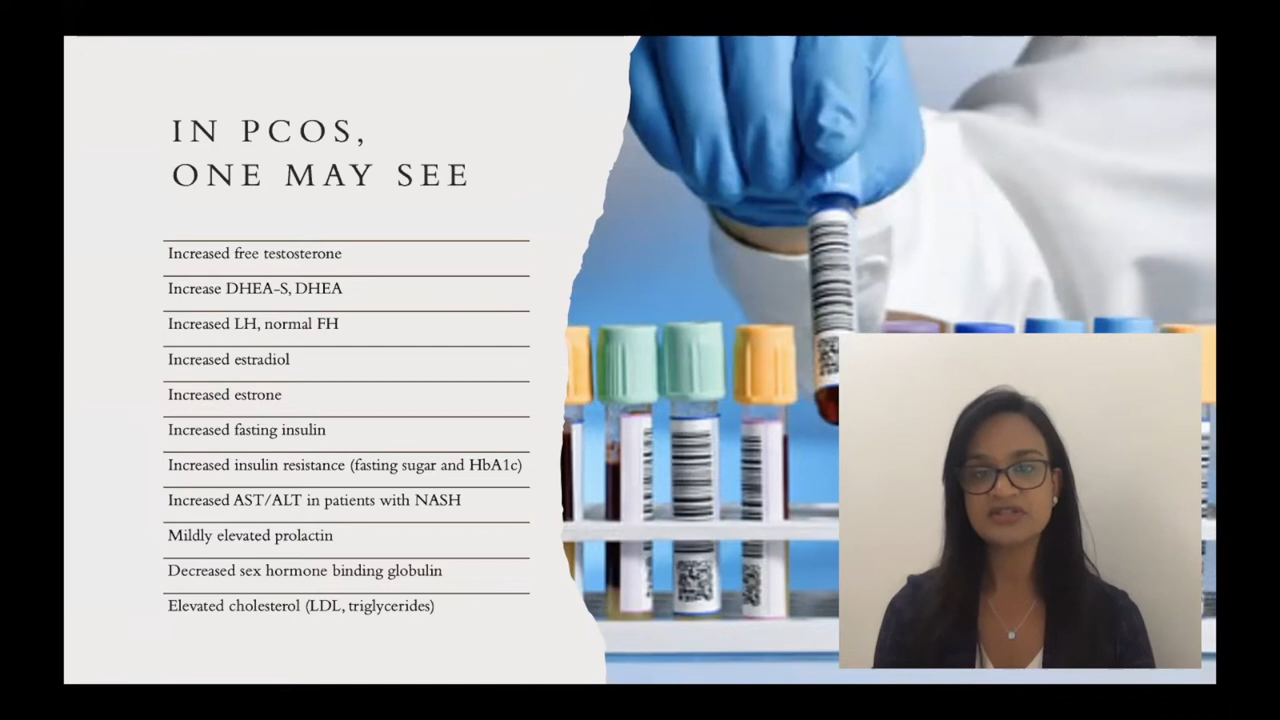 IN PCOS,
ONE MAY SEE
Increased free testosterone
Increase DHEA-S, DHEA
Increased LH, normal FH
Increased estradiol
Increased estrone
Increased fasting insulin
Increased insulin resistance (fasting sugar and HbA1c)
Increased AST/ALT in patients with NASH
Mildly elevated prolactin
Decreased sex hormone binding globulin
Elevated cholesterol (LDL, triglycerides)